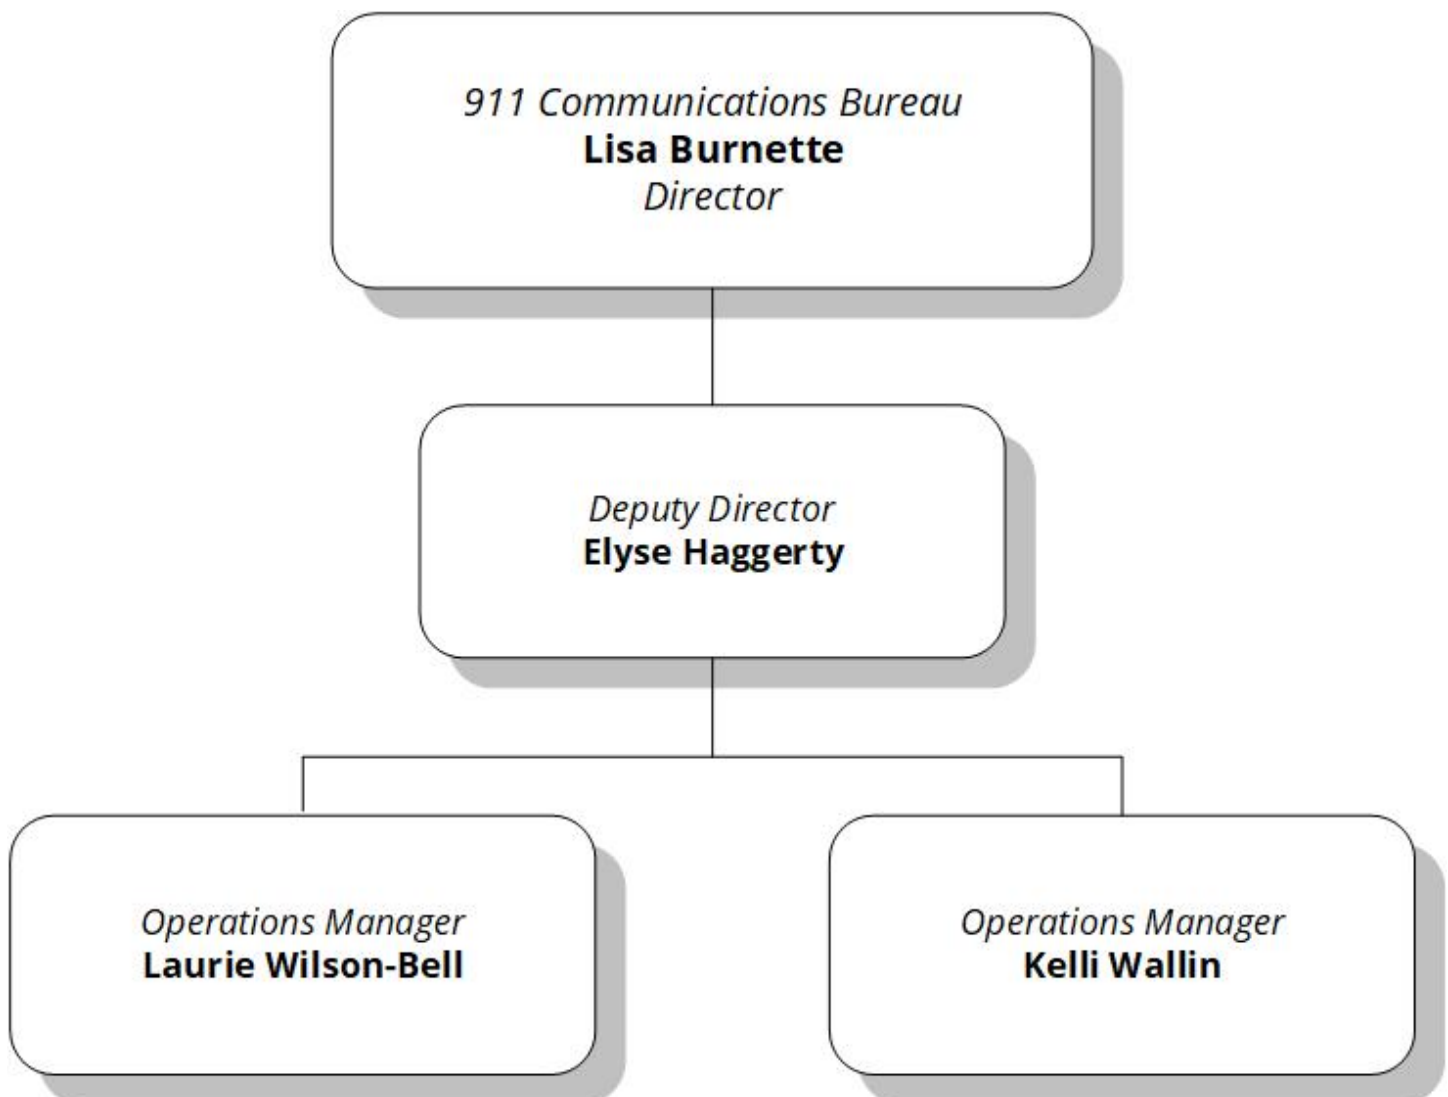 911 Communications Bureau
Lisa Burnette
Director
Deputy Director
Elyse Haggerty
Operations Manager
Laurie Wilson-Bell
Operations Manager
Kelli Wallin